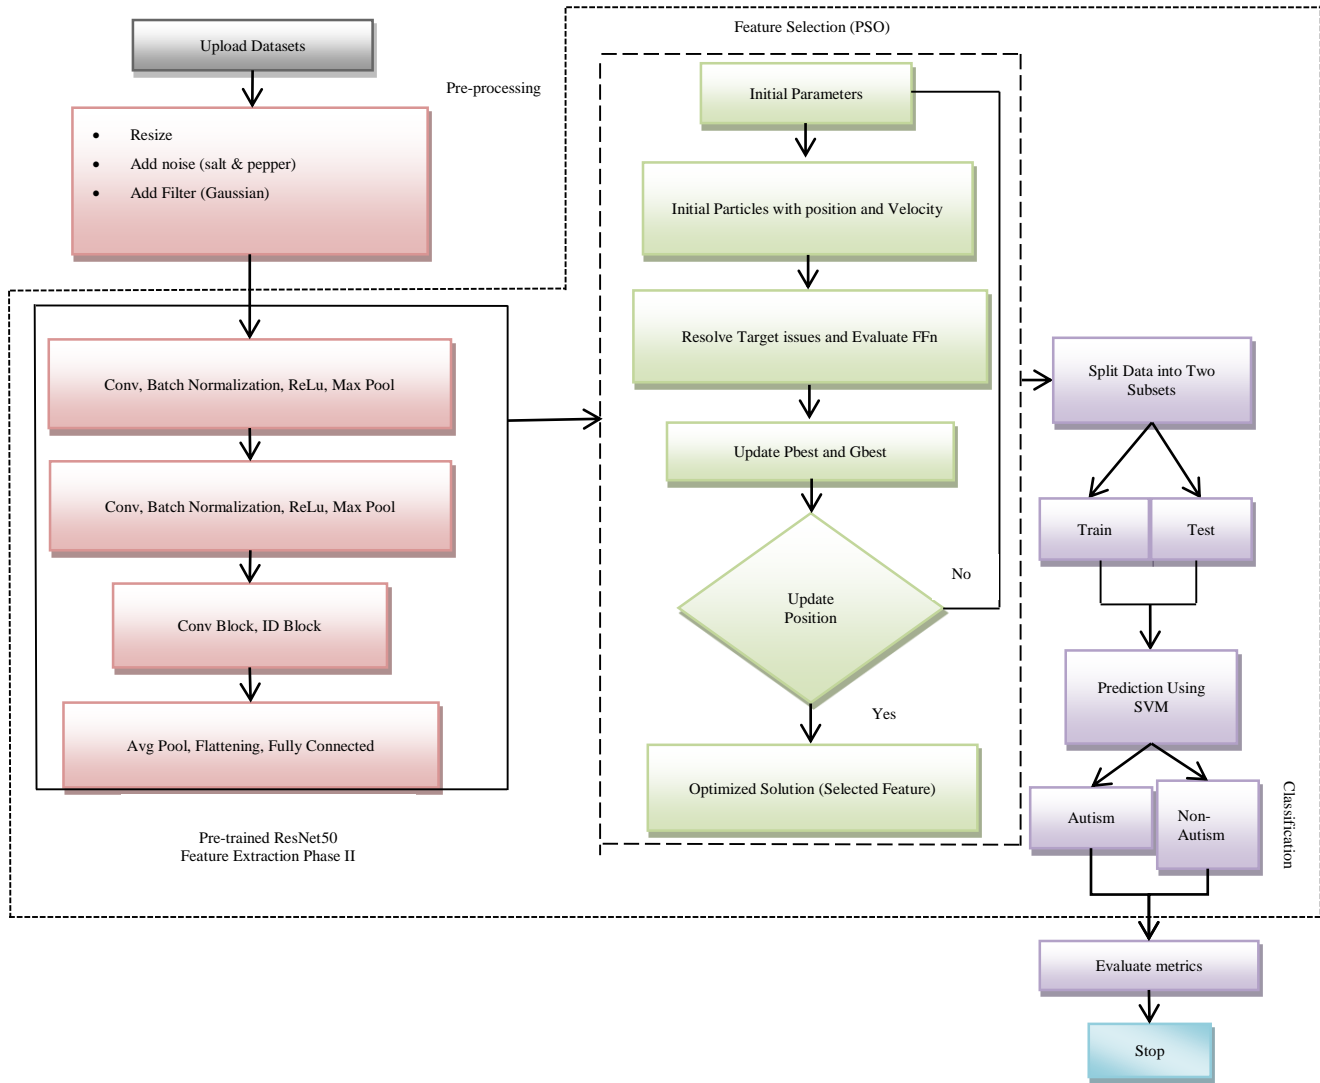 Upload Datasets
Pre-processing
• Resize
• Add noise (salt & pepper)
• Add Filter (Gaussian)
Conv, Batch Normalization, ReLu, Max Pool
Conv, Batch Normalization, ReLu, Max Pool
Conv Block, ID Block
Avg Pool, Flattening, Fully Connected
Pre-trained ResNet50
Feature Extraction Phase II
Feature Selection (PSO)
Initial Parameters
Initial Particles with position and Velocity
Resolve Target issues and Evaluate FFn
Update Pbest and Gbest
Update
Position
No
Yes
Optimized Solution (Selected Feature)
Split Data into Two
Subsets
Train
Test
Prediction Using
SVM
Autism
Non-
Autism
Classification
Evaluate metrics
Stop